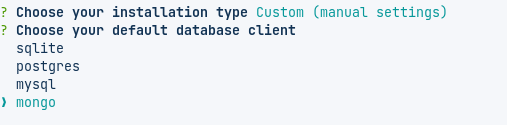 ? Choose your installation type Custom (manual settings)
? Choose your default database client
sqlite
postgres
mysql
❯ mongo